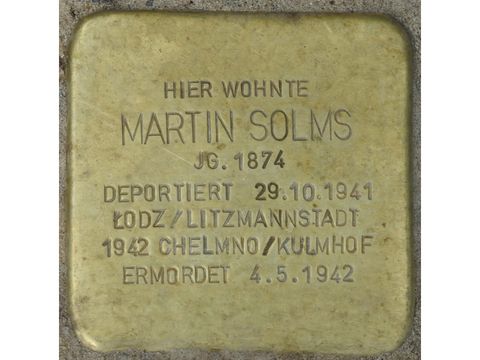 HIER WOHNTE
MARTIN SOLMS
JG. 1874
DEPORTIERT 29.10.1941
ŁODZ/LITZMANNSTADT
1942 CHELMNO/KULMHOF
ERMORDET 4.5.1942